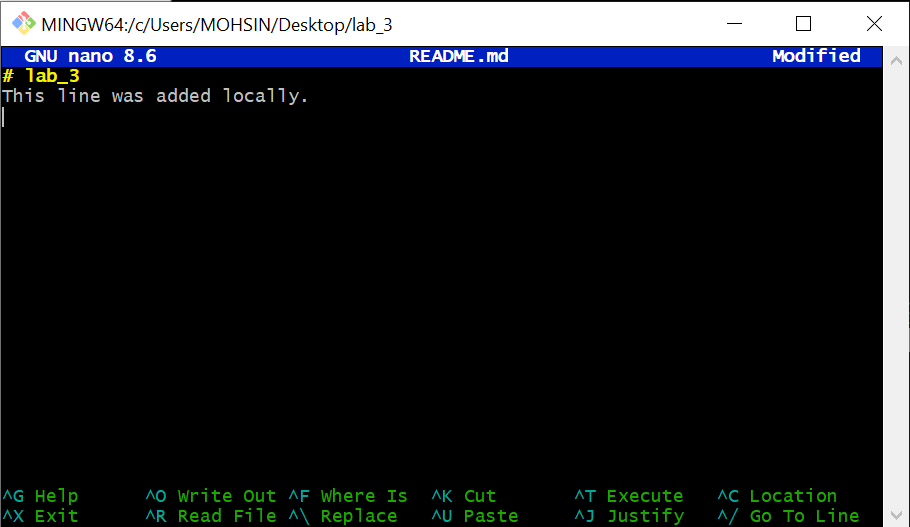 MINGW64:/c/Users/MOHSIN/Desktop/lab_3
GNU nano 8.6 README.md Modified
# lab_3
This line was added locally.
^G Help ^O Write Out ^F Where Is ^K Cut ^T Execute ^C Location
^X Exit ^R Read File ^\ Replace ^U Paste ^J Justify ^/ Go To Line